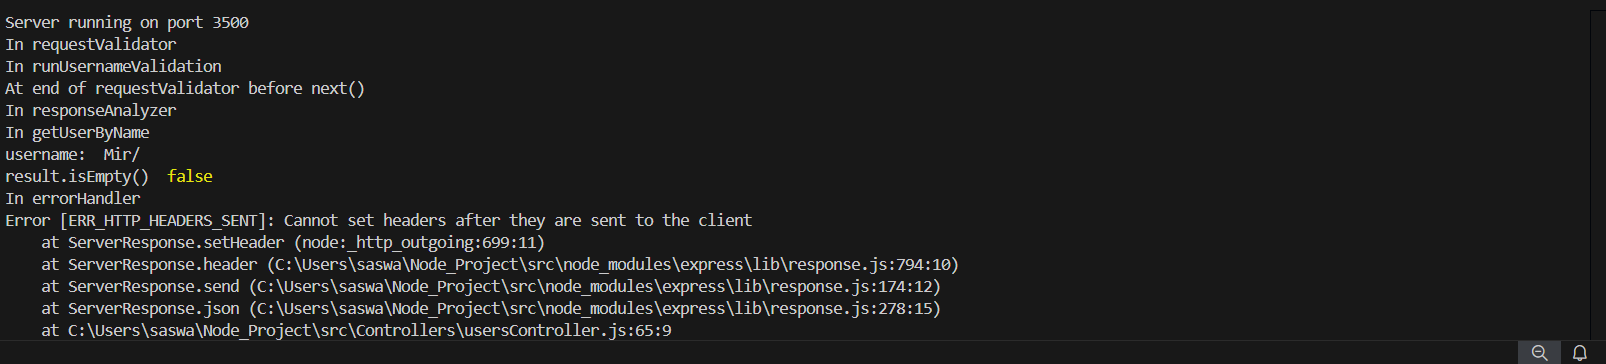 Server running on port 3500
In requestValidator
In runUsernameValidation
At end of requestValidator before next()
In responseAnalyzer
In getUserByName
username:  Mir/
result.isEmpty()  false
In errorHandler
Error [ERR_HTTP_HEADERS_SENT]: Cannot set headers after they are sent to the client
    at ServerResponse.setHeader (node:_http_outgoing:699:11)
    at ServerResponse.header (C:\Users\saswa\Node_Project\src\node_modules\express\lib\response.js:794:10)
    at ServerResponse.send (C:\Users\saswa\Node_Project\src\node_modules\express\lib\response.js:174:12)
    at ServerResponse.json (C:\Users\saswa\Node_Project\src\node_modules\express\lib\response.js:278:15)
    at C:\Users\saswa\Node_Project\src\Controllers\usersController.js:65:9